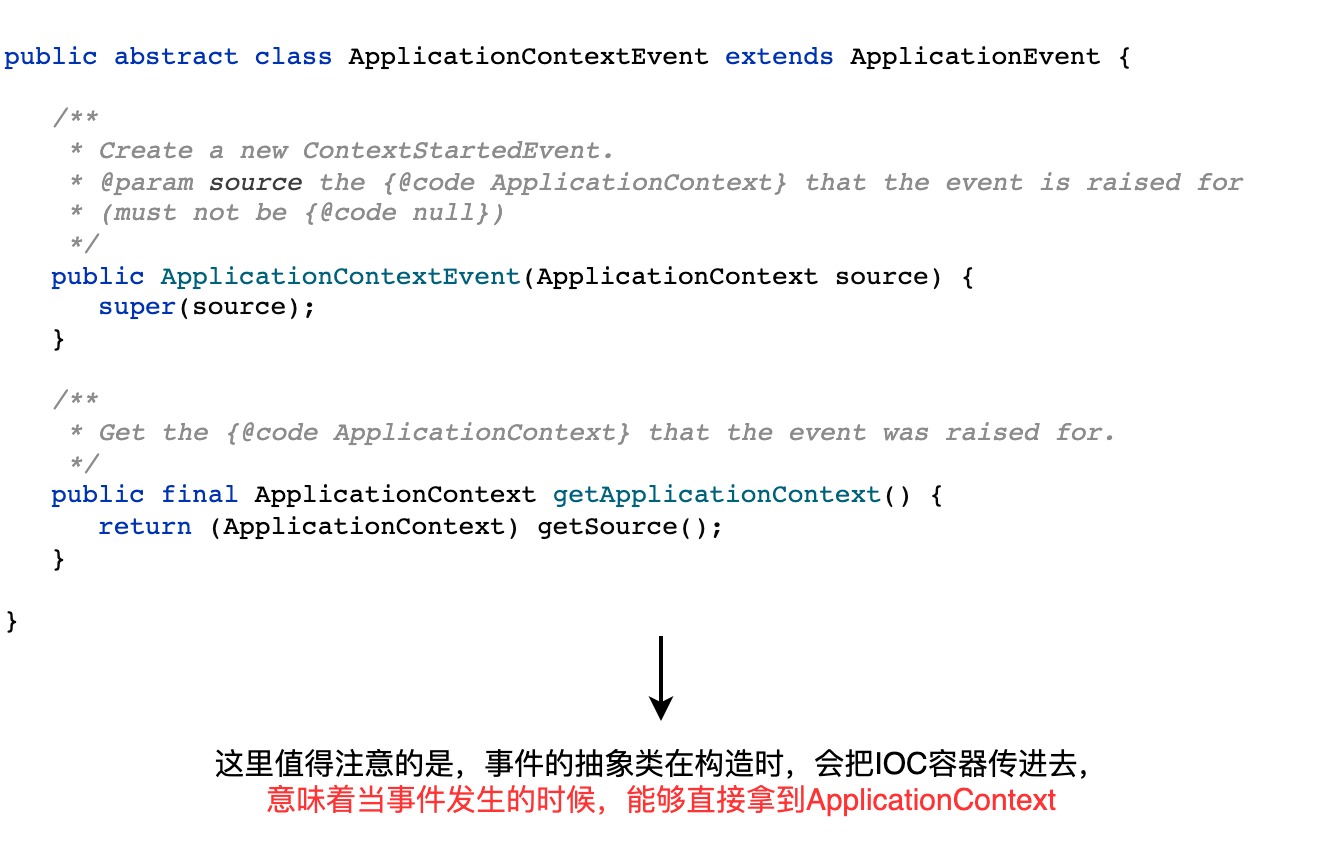 public abstract class ApplicationContextEvent extends ApplicationEvent {
/**
* Create a new ContextStartedEvent.
* @param source the {@code ApplicationContext} that the event is raised for
* (must not be {@code null})
*/
public ApplicationContextEvent(ApplicationContext source) {
super(source);
}
/**
* Get the {@code ApplicationContext} that the event was raised for.
*/
public final ApplicationContext getApplicationContext() {
return (ApplicationContext) getSource();
}
}
这里值得注意的是，事件的抽象类在构造时，会把IOC容器传进去，
意味着当事件发生的时候，能够直接拿到ApplicationContext